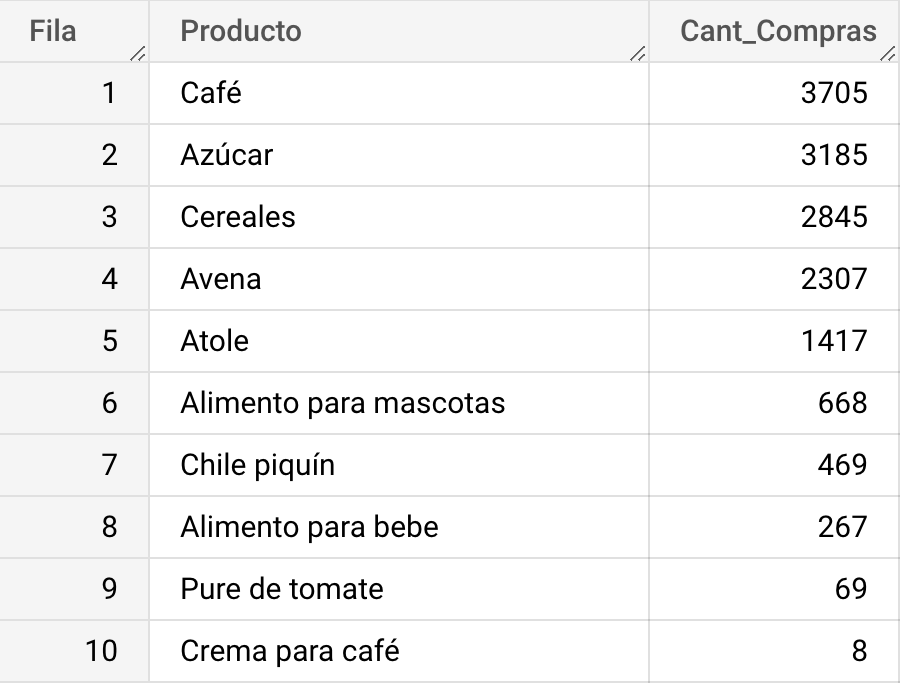 Fila Producto Cant_Compras
1 Café 3705
2 Azúcar 3185
3 Cereales 2845
4 Avena 2307
5 Atole 1417
6 Alimento para mascotas 668
7 Chile piquín 469
8 Alimento para bebe 267
9 Pure de tomate 69
10 Crema para café 8